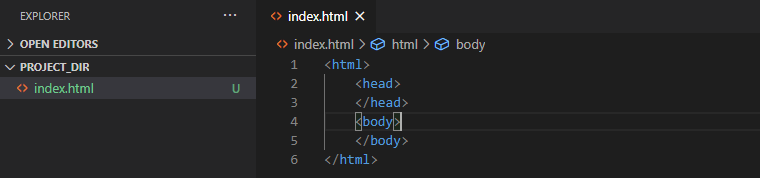 EXPLORER ...
OPEN EDITORS
PROJECT_DIR
index.html U
index.html
index.html > html > body
1 <html>
2 <head>
3 </head>
4 <body>
5 </body>
6 </html>